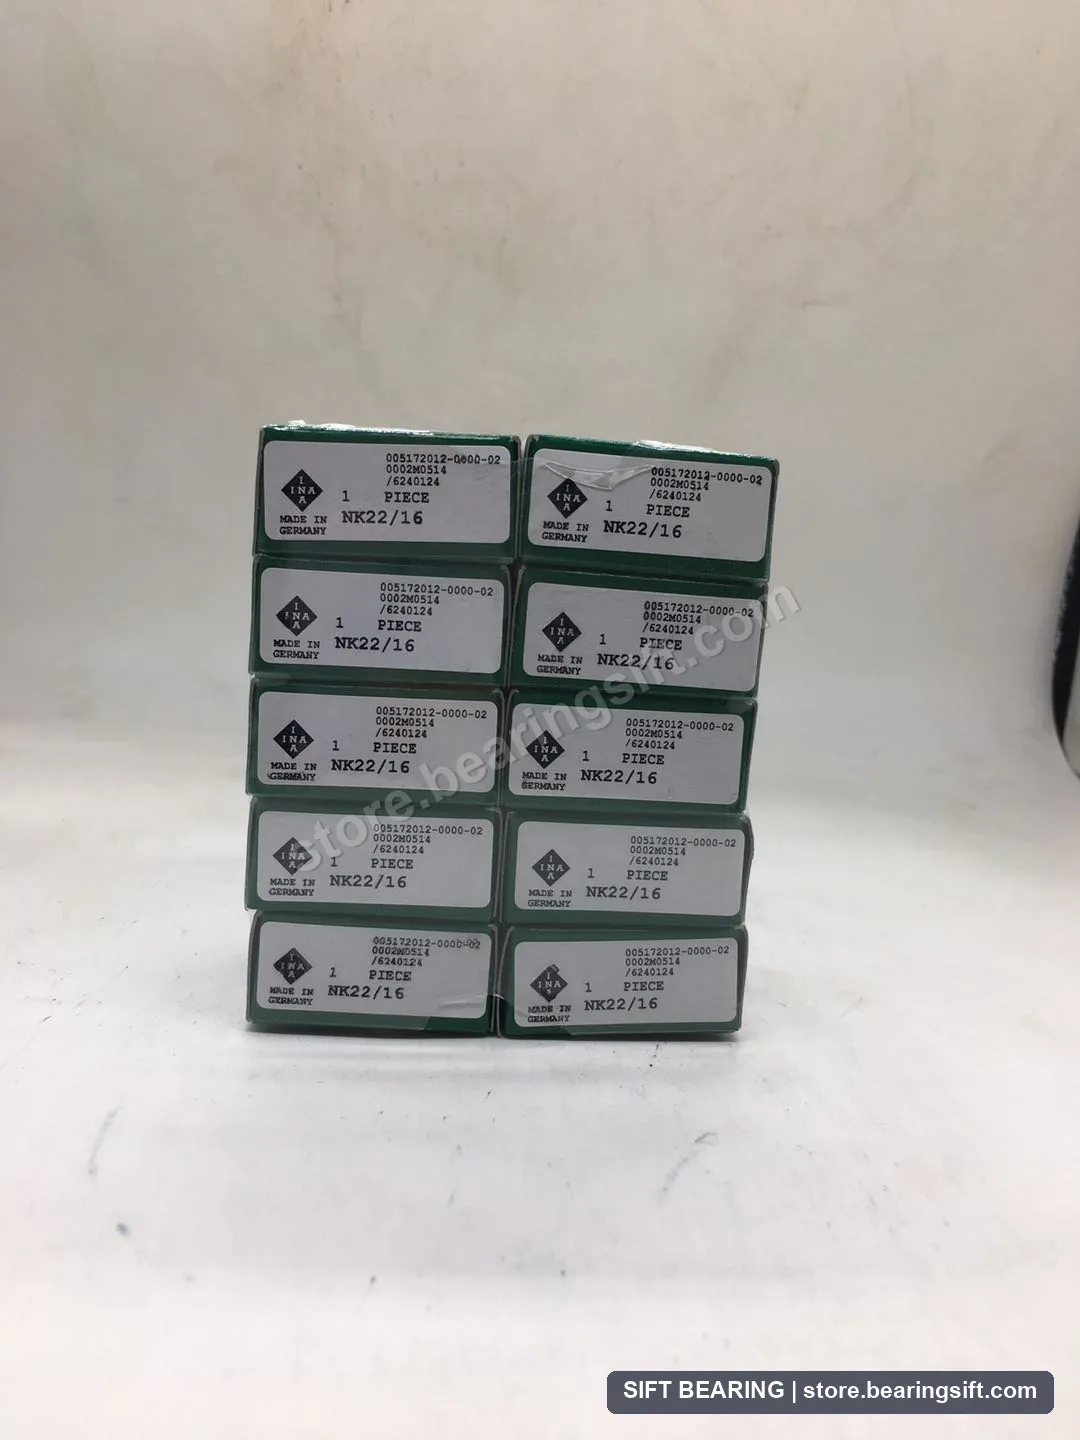 005172012-0000-02
0002M0514
/6240124
INA
1 PIECE
MADE IN
GERMANY
NK22/16
005172012-0000-02
0002M0514
/6240124
INA
1 PIECE
MADE IN
GERMANY
NK22/16
005172012-0000-02
0002M0514
/6240124
INA
1 PIECE
MADE IN
GERMANY
NK22/16
005172012-0000-02
0002M0514
/6240124
INA
1 PIECE
MADE IN
GERMANY
NK22/16
005172012-0000-02
0002M0514
/6240124
INA
1 PIECE
MADE IN
GERMANY
NK22/16
005172012-0000-02
0002M0514
/6240124
INA
1 PIECE
MADE IN
GERMANY
NK22/16
005172012-0000-02
0002M0514
/6240124
INA
1 PIECE
MADE IN
GERMANY
NK22/16
005172012-0000-02
0002M0514
/6240124
INA
1 PIECE
MADE IN
GERMANY
NK22/16
005172012-0000-02
0002M0514
/6240124
INA
1 PIECE
MADE IN
GERMANY
NK22/16
005172012-0000-02
0002M0514
/6240124
INA
1 PIECE
MADE IN
GERMANY
NK22/16
store.bearingsift.com
SIFT BEARING | store.bearingsift.com